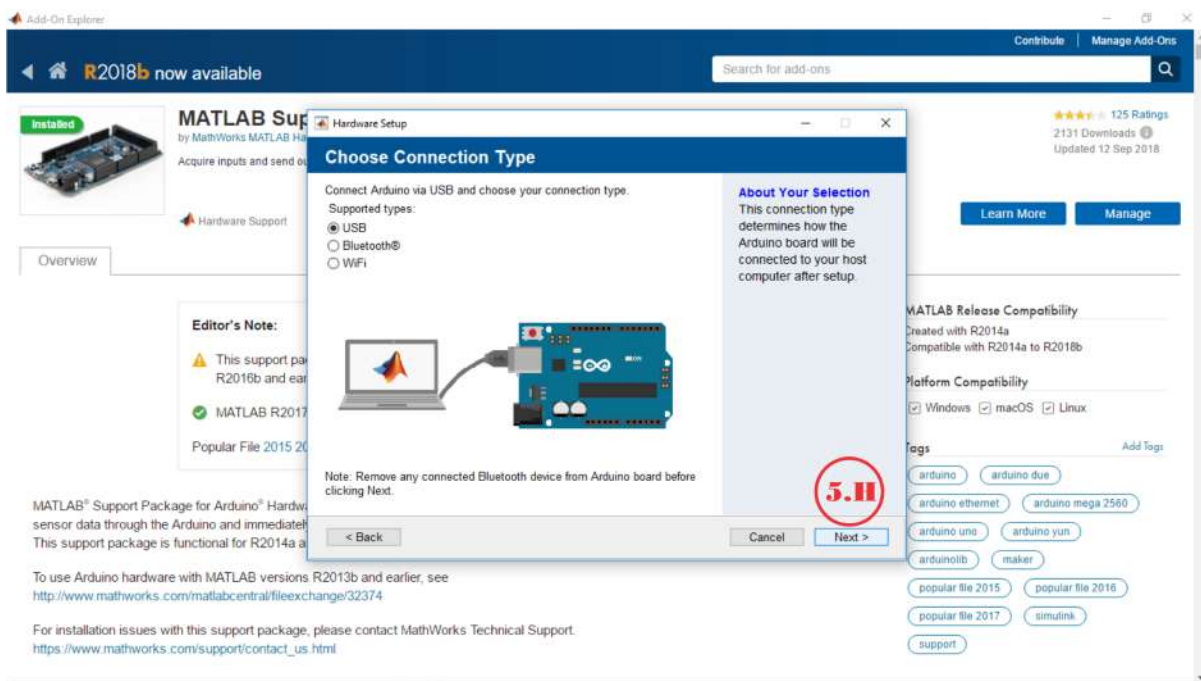 Add-On Explorer
Contribute | Manage Add-Ons
R2018b now available
Search for add-ons
Installed
MATLAB Sup
by MathWorks MATLAB Ha
Acquire inputs and send ou
Hardware Support
125 Ratings
2131 Downloads
Updated 12 Sep 2018
Learn More
Manage
Overview
Hardware Setup
Choose Connection Type
Connect Arduino via USB and choose your connection type.
Supported types:
USB
Bluetooth®
WiFi
Note: Remove any connected Bluetooth device from Arduino board before
clicking Next.
About Your Selection
This connection type
determines how the
Arduino board will be
connected to your host
computer after setup.
5.H
< Back
Cancel
Next >
Editor's Note:
This support pa
R2016b and ear
MATLAB R2017
Popular File 2015 20
MATLAB® Support Package for Arduino® Hardwa
sensor data through the Arduino and immediatel
This support package is functional for R2014a a
To use Arduino hardware with MATLAB versions R2013b and earlier, see
http://www.mathworks.com/matlabcentral/fileexchange/32374
For installation issues with this support package, please contact MathWorks Technical Support.
https://www.mathworks.com/support/contact_us.html
MATLAB Release Compatibility
Created with R2014a
Compatible with R2014a to R2018b
Platform Compatibility
Windows macOS Linux
Tags
Add Tags
arduino arduino due
arduino ethernet arduino mega 2560
arduino uno arduino yun
arduinolib maker
popular file 2015 popular file 2016
popular file 2017 simulink
support